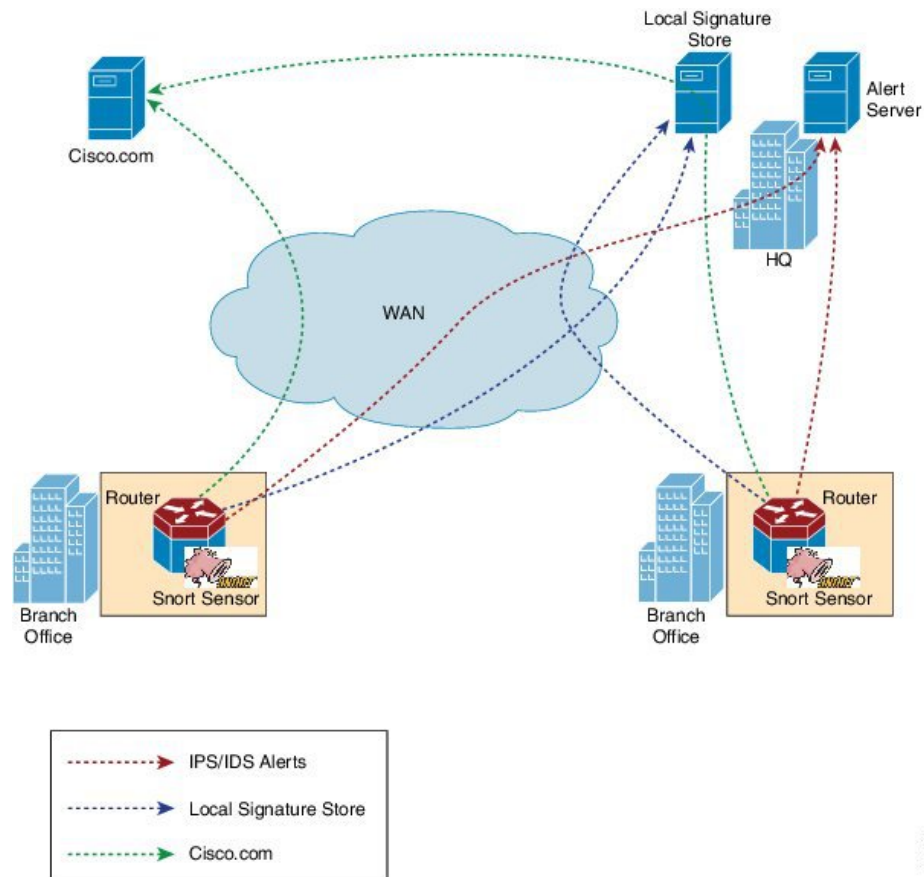 Local Signature
Store
Alert
Server
Cisco.com
HQ
WAN
Router
Snort Sensor
Branch
Office
Router
Snort Sensor
Branch
Office
IPS/IDS Alerts
Local Signature Store
Cisco.com